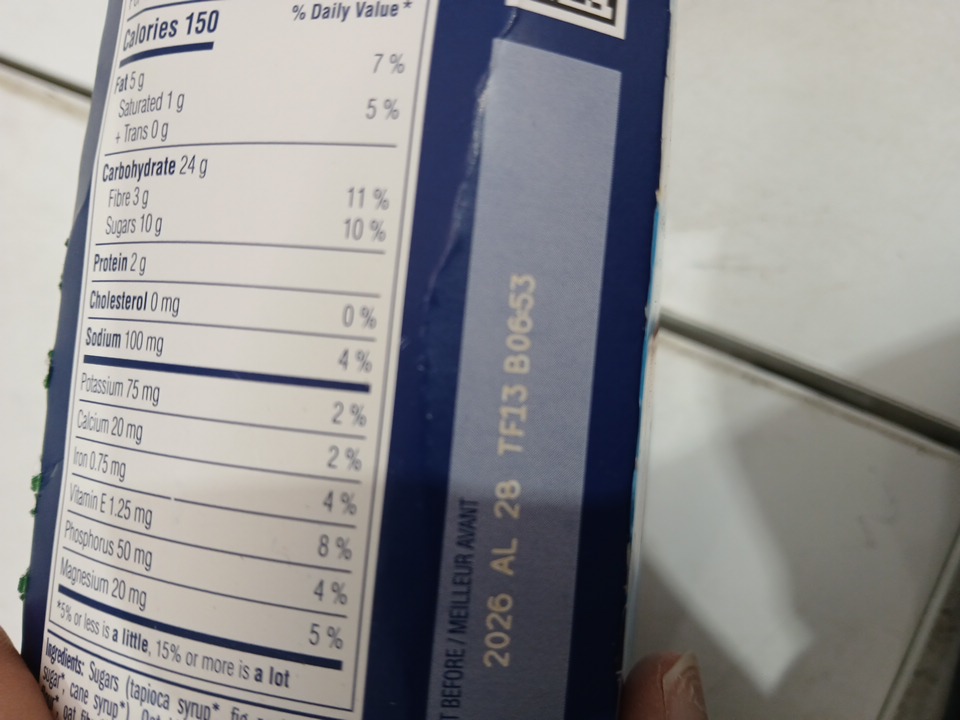 % Daily Value*
Calories 150
Fat 5 g 7 %
Saturated 1 g
+ Trans 0 g 5 %
Carbohydrate 24 g
Fibre 3 g 11 %
Sugars 10 g 10 %
Protein 2 g
Cholesterol 0 mg 0 %
Sodium 100 mg 4 %
Potassium 75 mg 2 %
Calcium 20 mg 2 %
Iron 0.75 mg 4 %
Vitamin E 1.25 mg 8 %
Phosphorus 50 mg 4 %
Magnesium 20 mg 5 %
*5% or less is a little, 15% or more is a lot
Ingredients: Sugars (tapioca syrup* fig
sugar*, cane syrup*)
BEFORE / MEILLEUR AVANT
2026 AL 28 TF13 B06:53